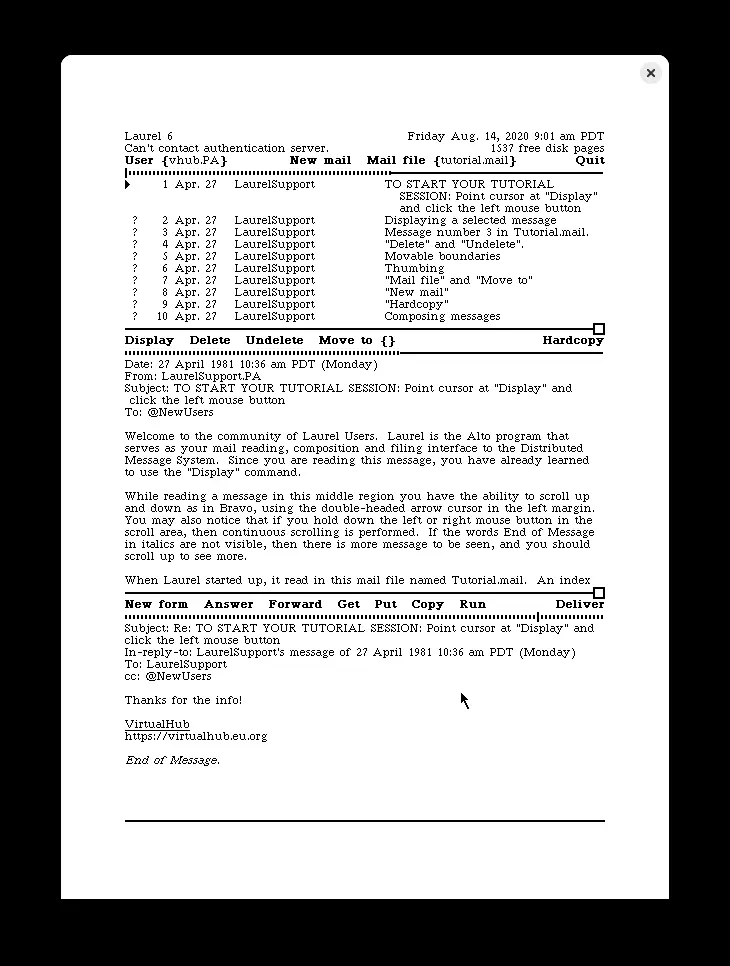 Laurel 6 Friday Aug. 14, 2020 9:01 am PDT
Can't contact authentication server. 1537 free disk pages
User {vhub.PA} New mail Mail file {tutorial.mail} Quit
1 Apr. 27 LaurelSupport TO START YOUR TUTORIAL
SESSION: Point cursor at "Display"
and click the left mouse button
? 2 Apr. 27 LaurelSupport Displaying a selected message
? 3 Apr. 27 LaurelSupport Message number 3 in Tutorial.mail.
? 4 Apr. 27 LaurelSupport "Delete" and "Undelete".
? 5 Apr. 27 LaurelSupport Movable boundaries
? 6 Apr. 27 LaurelSupport Thumbing
? 7 Apr. 27 LaurelSupport "Mail file" and "Move to"
? 8 Apr. 27 LaurelSupport "New mail"
? 9 Apr. 27 LaurelSupport "Hardcopy"
? 10 Apr. 27 LaurelSupport Composing messages
Display Delete Undelete Move to {} Hardcopy
Date: 27 April 1981 10:36 am PDT (Monday)
From: LaurelSupport.PA
Subject: TO START YOUR TUTORIAL SESSION: Point cursor at "Display" and
click the left mouse button
To: @NewUsers
Welcome to the community of Laurel Users. Laurel is the Alto program that
serves as your mail reading, composition and filing interface to the Distributed
Message System. Since you are reading this message, you have already learned
to use the "Display" command.
While reading a message in this middle region you have the ability to scroll up
and down as in Bravo, using the double-headed arrow cursor in the left margin.
You may also notice that if you hold down the left or right mouse button in the
scroll area, then continuous scrolling is performed. If the words End of Message
in italics are not visible, then there is more message to be seen, and you should
scroll up to see more.
When Laurel started up, it read in this mail file named Tutorial.mail. An index
New form Answer Forward Get Put Copy Run Deliver
Subject: Re: TO START YOUR TUTORIAL SESSION: Point cursor at "Display" and
click the left mouse button
In-reply-to: LaurelSupport's message of 27 April 1981 10:36 am PDT (Monday)
To: LaurelSupport
cc: @NewUsers
Thanks for the info!
VirtualHub
https://virtualhub.eu.org
End of Message.